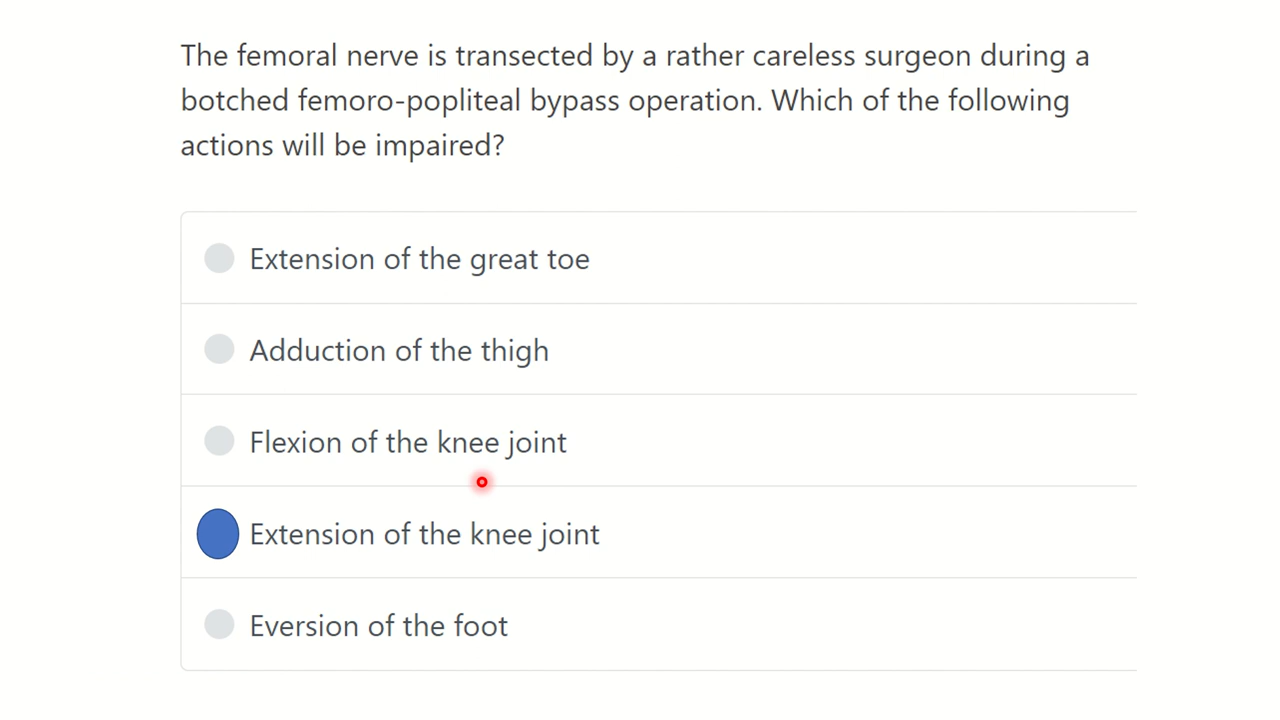 The femoral nerve is transected by a rather careless surgeon during a
botched femoro-popliteal bypass operation. Which of the following
actions will be impaired?
Extension of the great toe
Adduction of the thigh
Flexion of the knee joint
Extension of the knee joint
Eversion of the foot